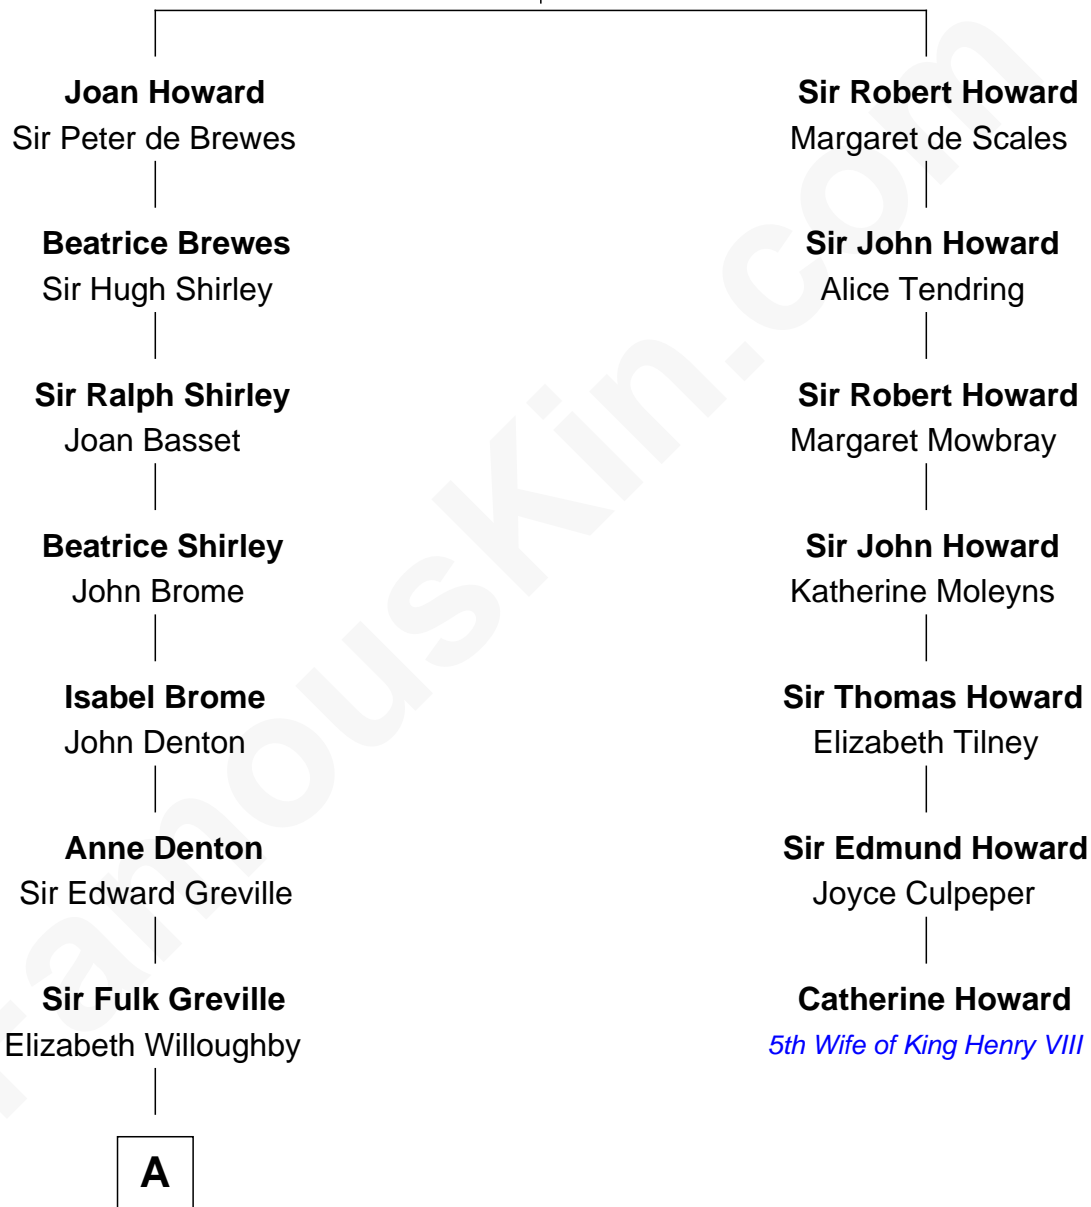 Joan Howard
Sir Peter de Brewes
Beatrice Brewes
Sir Hugh Shirley
Sir Ralph Shirley
Joan Basset
Beatrice Shirley
John Brome
Isabel Brome
John Denton
Anne Denton
Sir Edward Greville
Sir Fulk Greville
Elizabeth Willoughby
A
Sir Robert Howard
Margaret de Scales
Sir John Howard
Alice Tendring
Sir Robert Howard
Margaret Mowbray
Sir John Howard
Katherine Moleyns
Sir Thomas Howard
Elizabeth Tilney
Sir Edmund Howard
Joyce Culpeper
Catherine Howard
5th Wife of King Henry VIII
FamousKin.com